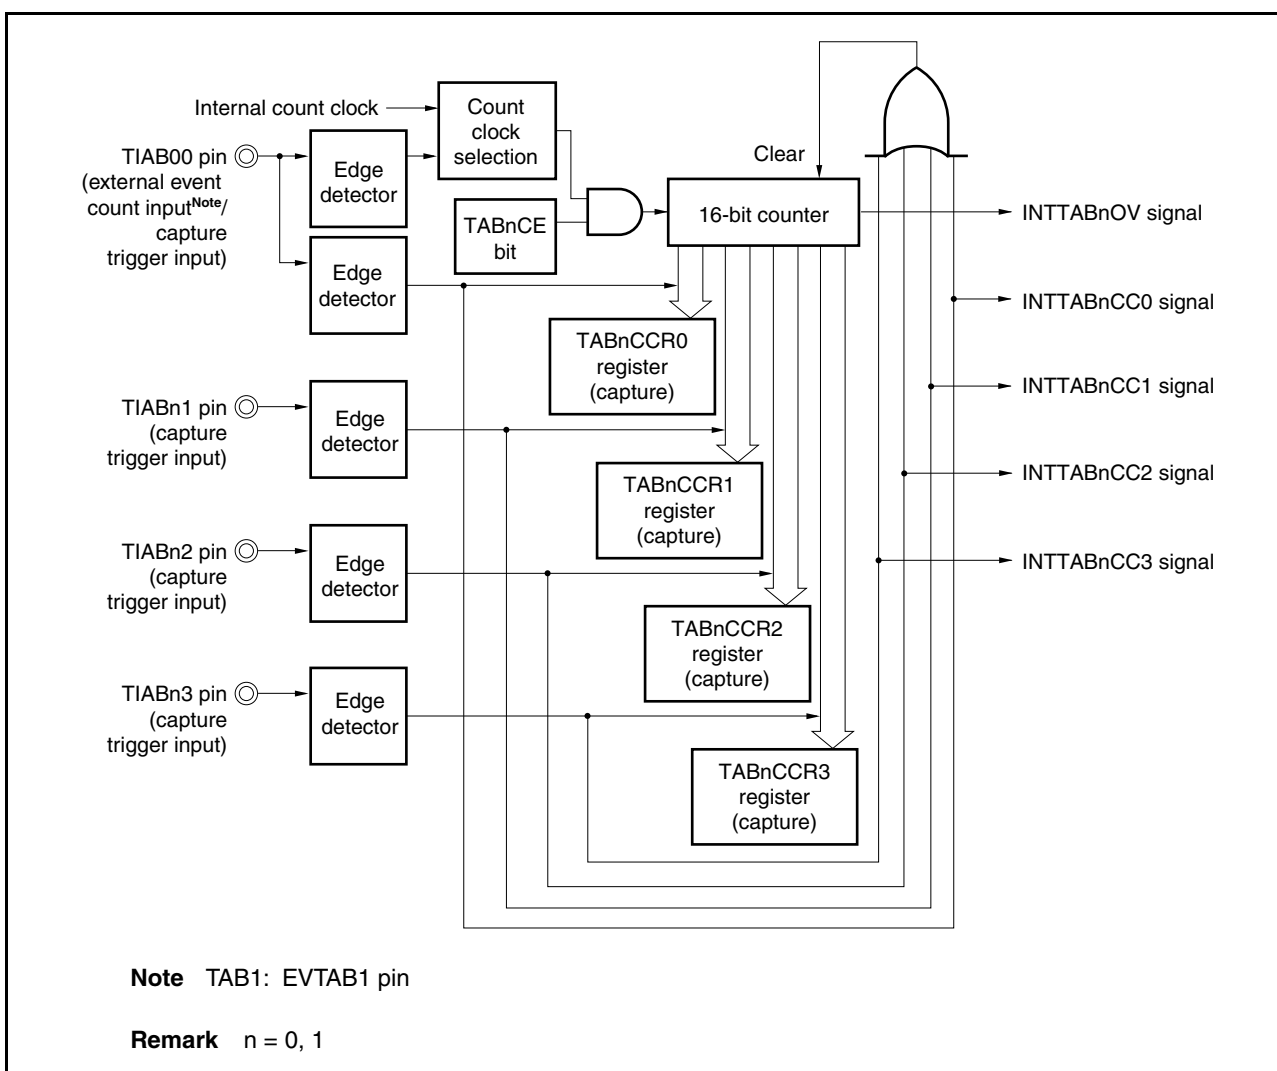 Internal count clock
Count
clock
selection
TIAB00 pin
(external event
count inputNote/
capture
trigger input)
Edge
detector
TABnCE
bit
Clear
16-bit counter
INTTABnOV signal
Edge
detector
INTTABnCC0 signal
TABnCCR0
register
(capture)
INTTABnCC1 signal
TIABn1 pin
(capture
trigger input)
Edge
detector
TABnCCR1
register
(capture)
INTTABnCC2 signal
TIABn2 pin
(capture
trigger input)
Edge
detector
INTTABnCC3 signal
TABnCCR2
register
(capture)
TIABn3 pin
(capture
trigger input)
Edge
detector
TABnCCR3
register
(capture)
Note TAB1: EVTAB1 pin
Remark n = 0, 1